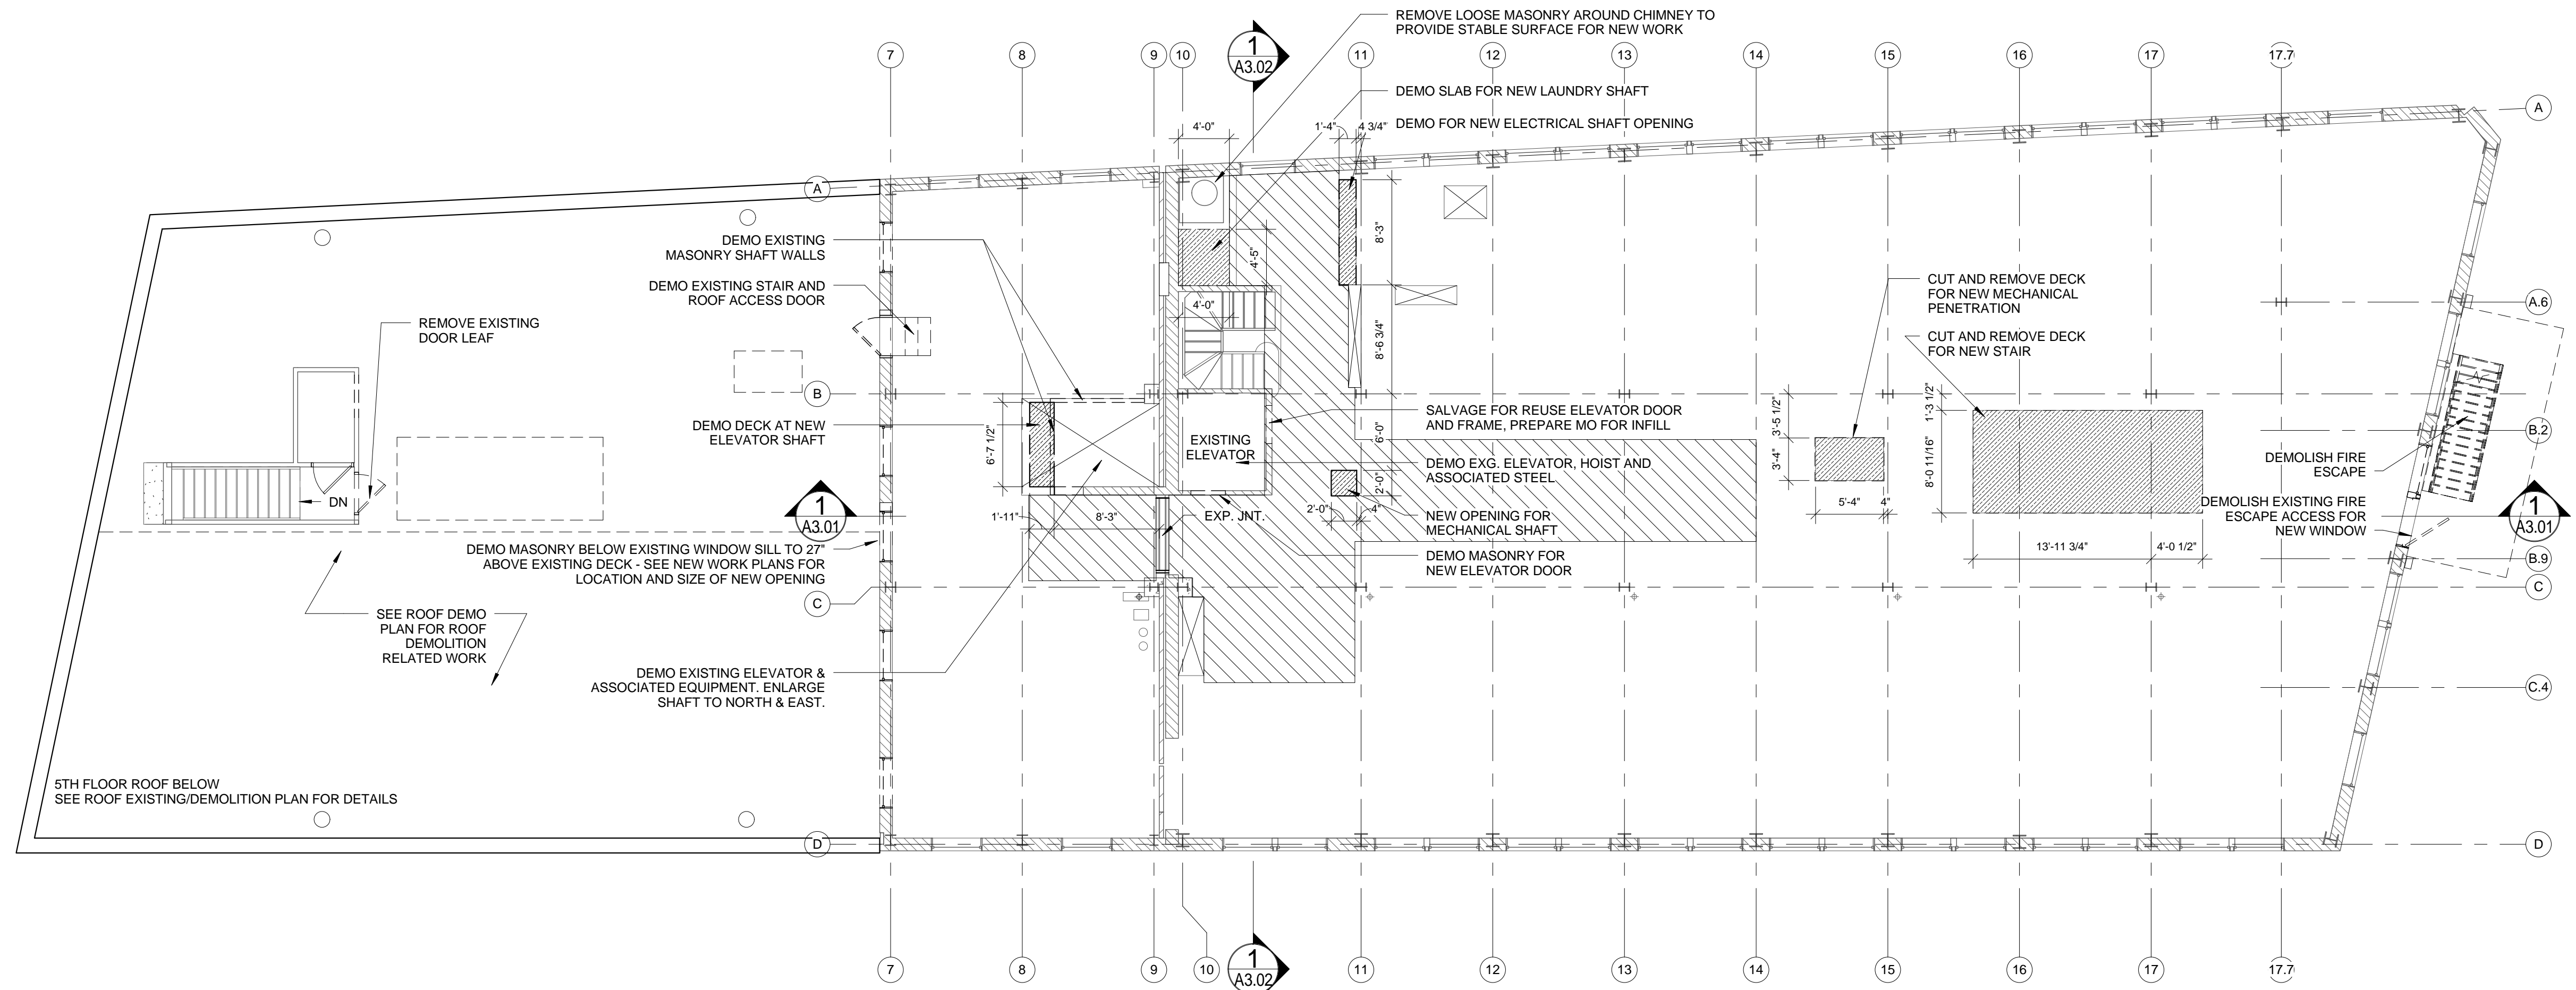 REMOVE LOOSE MASONRY AROUND CHIMNEY TO
PROVIDE STABLE SURFACE FOR NEW WORK
1
A3.02
7
8
9
10
11
12
13
14
15
16
17
17.7
DEMO SLAB FOR NEW LAUNDRY SHAFT
DEMO FOR NEW ELECTRICAL SHAFT OPENING
4'-0"
1'-4"
4 3/4"
A
A
DEMO EXISTING
MASONRY SHAFT WALLS
DEMO EXISTING STAIR AND
ROOF ACCESS DOOR
8'-3"
4'-5"
4'-0"
8'-6 3/4"
REMOVE EXISTING
DOOR LEAF
CUT AND REMOVE DECK
FOR NEW MECHANICAL
PENETRATION
CUT AND REMOVE DECK
FOR NEW STAIR
A.6
B
DEMO DECK AT NEW
ELEVATOR SHAFT
6'-7 1/2"
EXISTING
ELEVATOR
SALVAGE FOR REUSE ELEVATOR DOOR
AND FRAME, PREPARE MO FOR INFILL
6'-0"
DEMO EXG. ELEVATOR, HOIST AND
ASSOCIATED STEEL
2'-0"
3'-5 1/2"
3'-4"
1'-3 1/2"
8'-0 11/16"
B.2
DEMOLISH FIRE
ESCAPE
DN
1
A3.01
1'-11"
8'-3"
EXP. JNT.
2'-0"
4"
NEW OPENING FOR
MECHANICAL SHAFT
5'-4"
4"
DEMOLISH EXISTING FIRE
ESCAPE ACCESS FOR
NEW WINDOW
1
A3.01
DEMO MASONRY BELOW EXISTING WINDOW SILL TO 27"
ABOVE EXISTING DECK - SEE NEW WORK PLANS FOR
LOCATION AND SIZE OF NEW OPENING
DEMO MASONRY FOR
NEW ELEVATOR DOOR
13'-11 3/4"
4'-0 1/2"
B.9
C
C
SEE ROOF DEMO
PLAN FOR ROOF
DEMOLITION
RELATED WORK
DEMO EXISTING ELEVATOR &
ASSOCIATED EQUIPMENT. ENLARGE
SHAFT TO NORTH & EAST.
C.4
5TH FLOOR ROOF BELOW
SEE ROOF EXISTING/DEMOLITION PLAN FOR DETAILS
D
D
7
8
9
10
1
A3.02
11
12
13
14
15
16
17
17.7